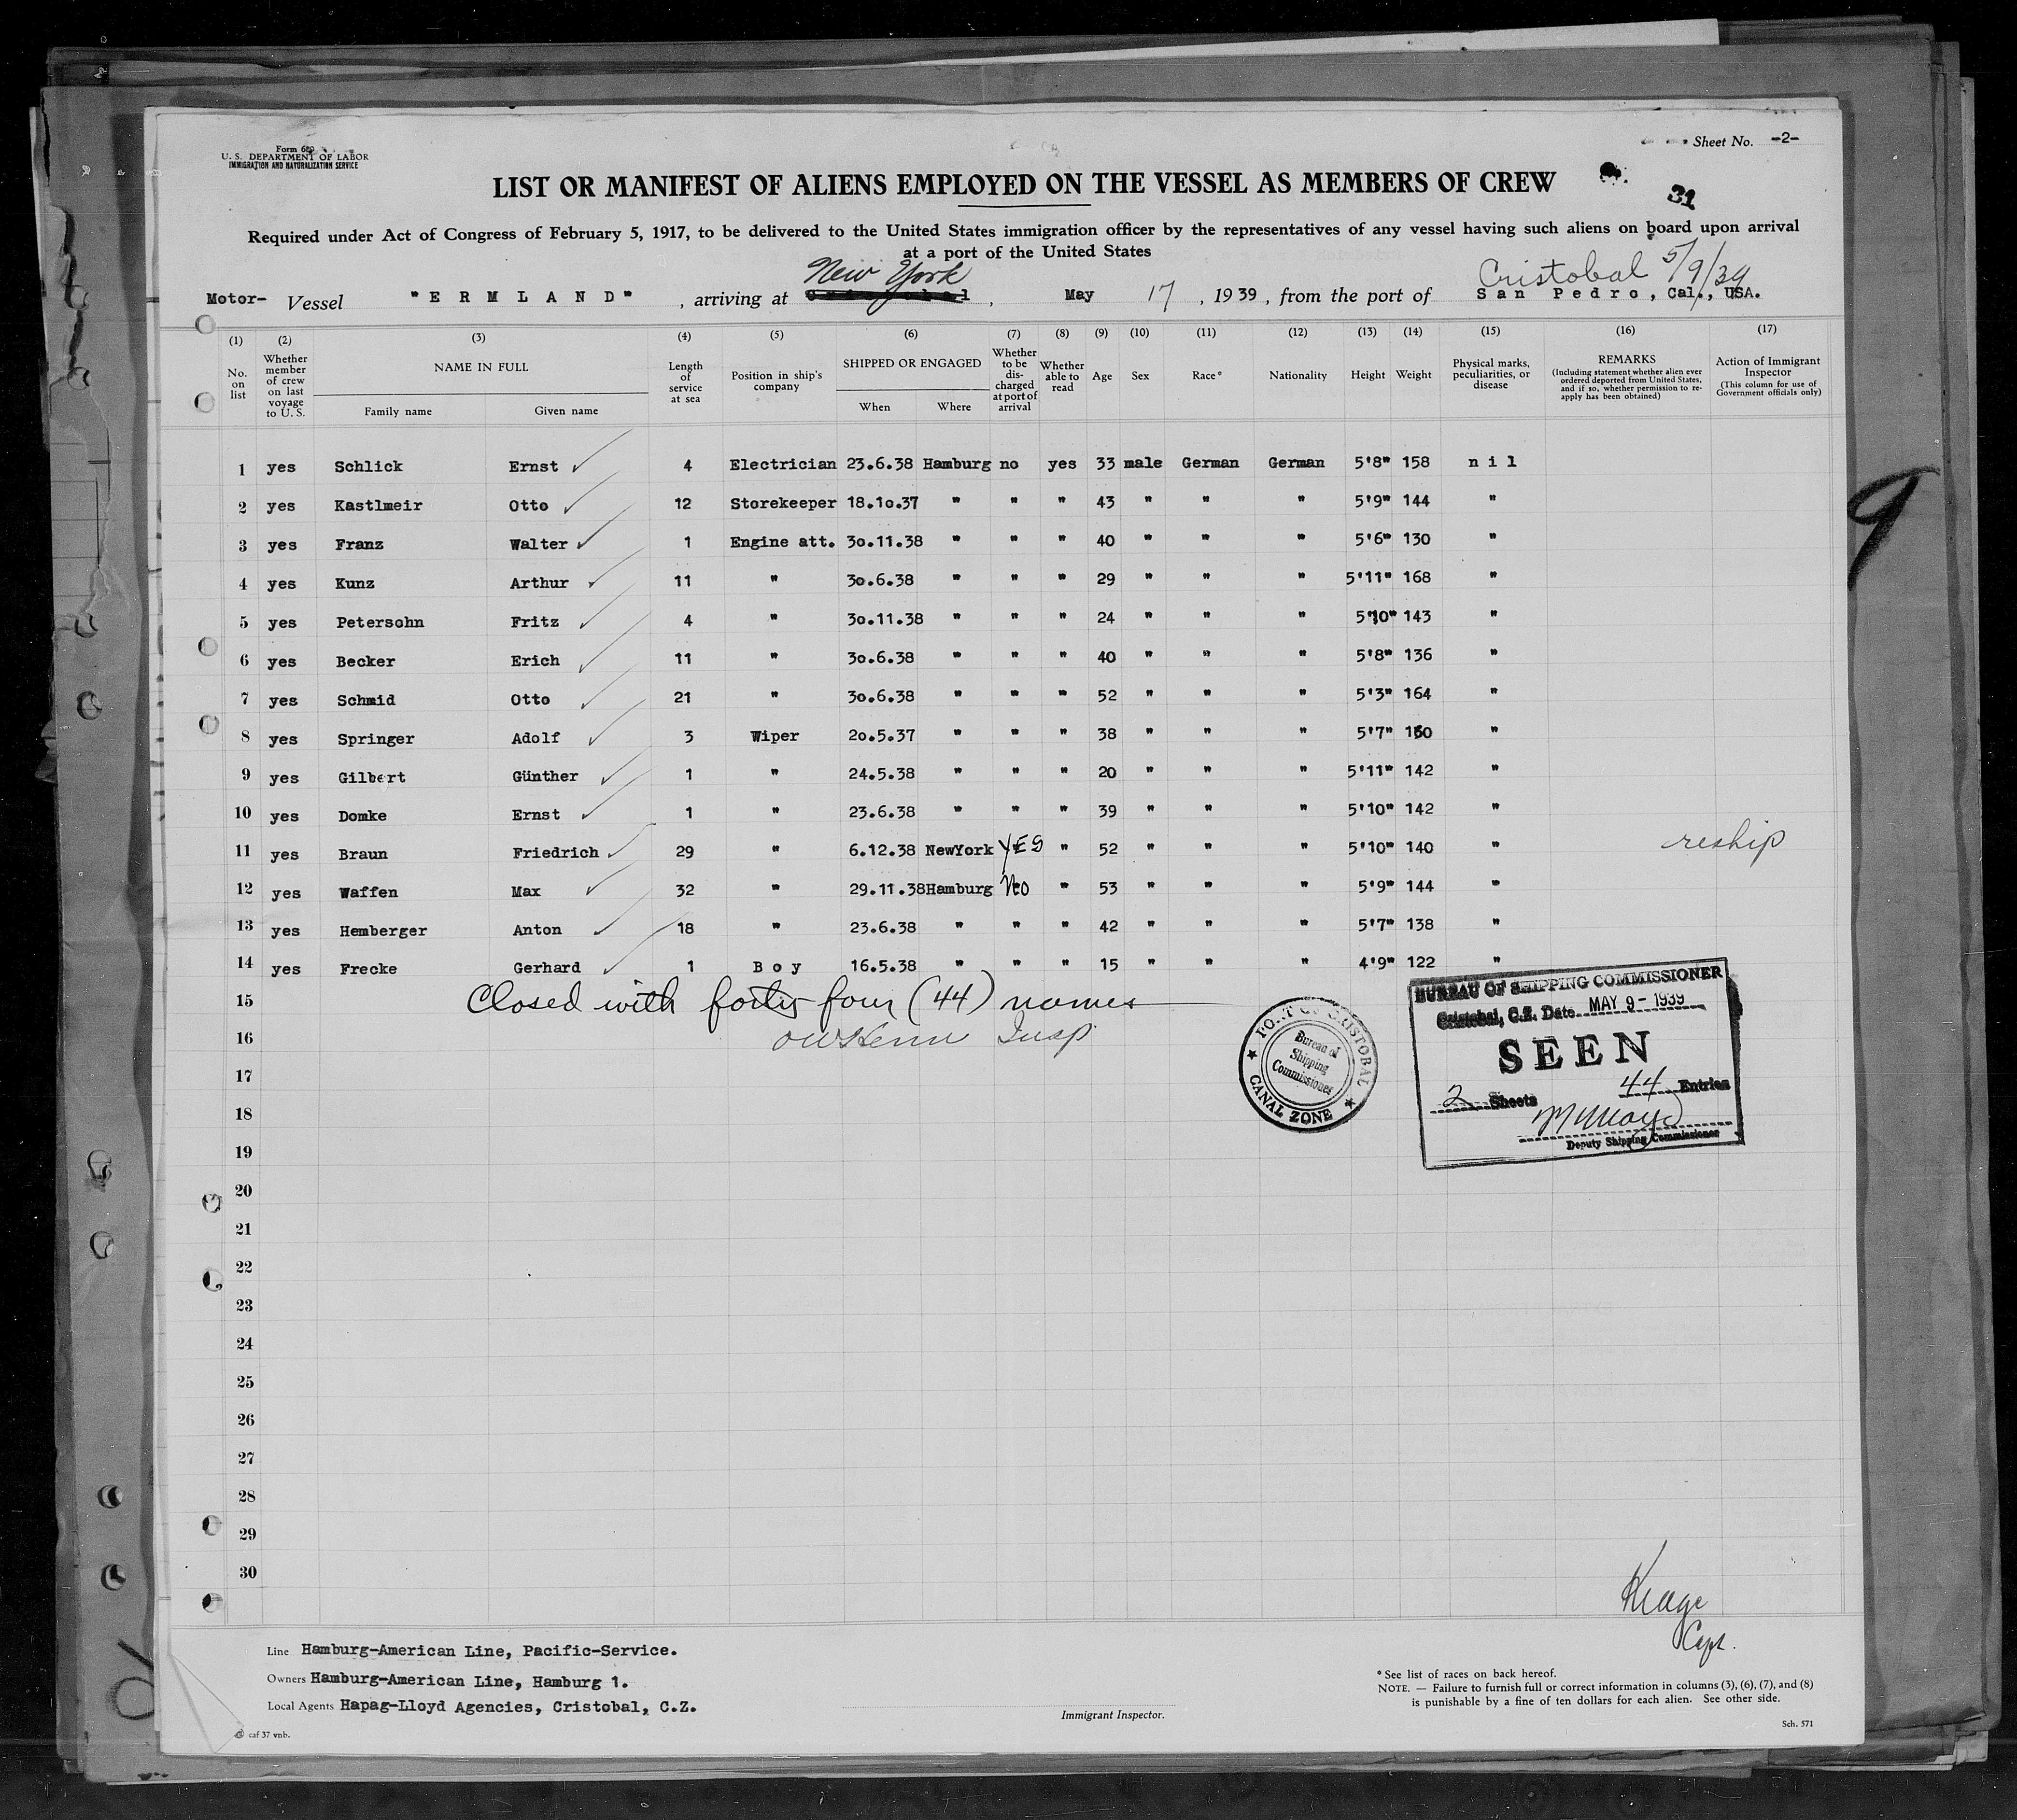 Form 680
U. S. DEPARTMENT OF LABOR
IMMIGRATION AND NATURALIZATION SERVICE
Sheet No. -2-
LIST OR MANIFEST OF ALIENS EMPLOYED ON THE VESSEL AS MEMBERS OF CREW
31
Required under Act of Congress of February 5, 1917, to be delivered to the United States immigration officer by the representatives of any vessel having such aliens on board upon arrival
at a port of the United States
New York
Cristobal 5/9/39
Motor- Vessel "ERMLAND", arriving at Cristobal, May 17, 1939, from the port of San Pedro, Cal., USA.
(1) (2) (3) (4) (5) (6) (7) (8) (9) (10) (11) (12) (13) (14) (15) (16) (17)
No. on list
Whether member of crew on last voyage to U. S.
NAME IN FULL
Family name
Given name
Length of service at sea
Position in ship's company
SHIPPED OR ENGAGED
When
Where
Whether to be discharged at port of arrival
Whether able to read
Age
Sex
Race*
Nationality
Height
Weight
Physical marks, peculiarities, or disease
REMARKS
(Including statement whether alien ever ordered deported from United States, and if so, whether permission to re-apply has been obtained)
Action of Immigrant Inspector
(This column for use of Government officials only)
1 yes Schlick Ernst 4 Electrician 23.6.38 Hamburg no yes 33 male German German 5'8" 158 nil
2 yes Kastlmeir Otto 12 Storekeeper 18.10.37 " " " 43 " " " 5'9" 144 "
3 yes Franz Walter 1 Engine att. 30.11.38 " " " 40 " " " 5'6" 130 "
4 yes Kunz Arthur 11 " 30.6.38 " " " 29 " " " 5'11" 168 "
5 yes Petersohn Fritz 4 " 30.11.38 " " " 24 " " " 5'10" 143 "
6 yes Becker Erich 11 " 30.6.38 " " " 40 " " " 5'8" 136 "
7 yes Schmid Otto 21 " 30.6.38 " " " 52 " " " 5'3" 164 "
8 yes Springer Adolf 3 Wiper 20.5.37 " " " 38 " " " 5'7" 150 "
9 yes Gilbert Günther 1 " 24.5.38 " " " 20 " " " 5'11" 142 "
10 yes Domke Ernst 1 " 23.6.38 " " " 39 " " " 5'10" 142 "
11 yes Braun Friedrich 29 " 6.12.38 NewYork YES " 52 " " " 5'10" 140 " reship
12 yes Waffen Max 32 " 29.11.38 Hamburg No " 53 " " " 5'9" 144 "
13 yes Hemberger Anton 18 " 23.6.38 " " " 42 " " " 5'7" 138 "
14 yes Frecke Gerhard 1 Boy 16.5.38 " " " 15 " " " 4'9" 122 "
15 Closed with forty four (44) names
16 Insp
17
18
19
20
21
22
23
24
25
26
27
28
29
30
PORT OF CRISTOBAL
Bureau of
Shipping
Commissioner
CANAL ZONE
BUREAU OF SHIPPING COMMISSIONER
Cristobal, C.Z. Date MAY 9 - 1939
SEEN
2 Sheets 44 Entries
Deputy Shipping Commissioner
9
Capt.
Line Hamburg-American Line, Pacific-Service.
Owners Hamburg-American Line, Hamburg 1.
Local Agents Hapag-Lloyd Agencies, Cristobal, C.Z.
Immigrant Inspector.
* See list of races on back hereof.
NOTE. — Failure to furnish full or correct information in columns (3), (6), (7), and (8)
is punishable by a fine of ten dollars for each alien. See other side.
caf 37 vnb.
Sch. 571